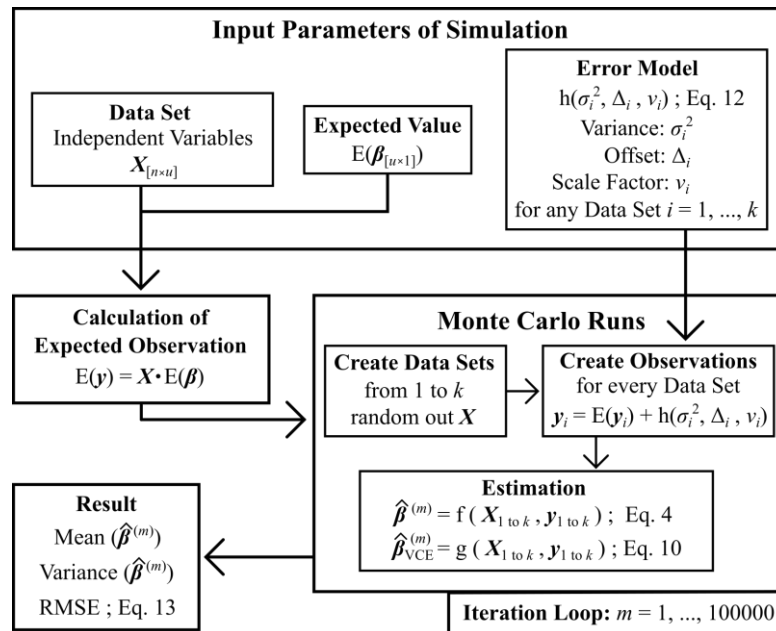 Input Parameters of Simulation
Data Set
Independent Variables
X[n×u]
Expected Value
E(β[u×1])
Error Model
h(σᵢ², Δᵢ , νᵢ) ; Eq. 12
Variance: σᵢ²
Offset: Δᵢ
Scale Factor: νᵢ
for any Data Set i = 1, ..., k
Calculation of
Expected Observation
E(y) = X・E(β)
Monte Carlo Runs
Create Data Sets
from 1 to k
random out X
Create Observations
for every Data Set
yᵢ = E(yᵢ) + h(σᵢ², Δᵢ , νᵢ)
Estimation
β̂ ⁽ᵐ⁾ = f ( X₁ to k , y₁ to k ) ; Eq. 4
β̂ ⁽ᵐ⁾VCE = g ( X₁ to k , y₁ to k ) ; Eq. 10
Result
Mean (β̂ ⁽ᵐ⁾)
Variance (β̂ ⁽ᵐ⁾)
RMSE ; Eq. 13
Iteration Loop: m = 1, ..., 100000